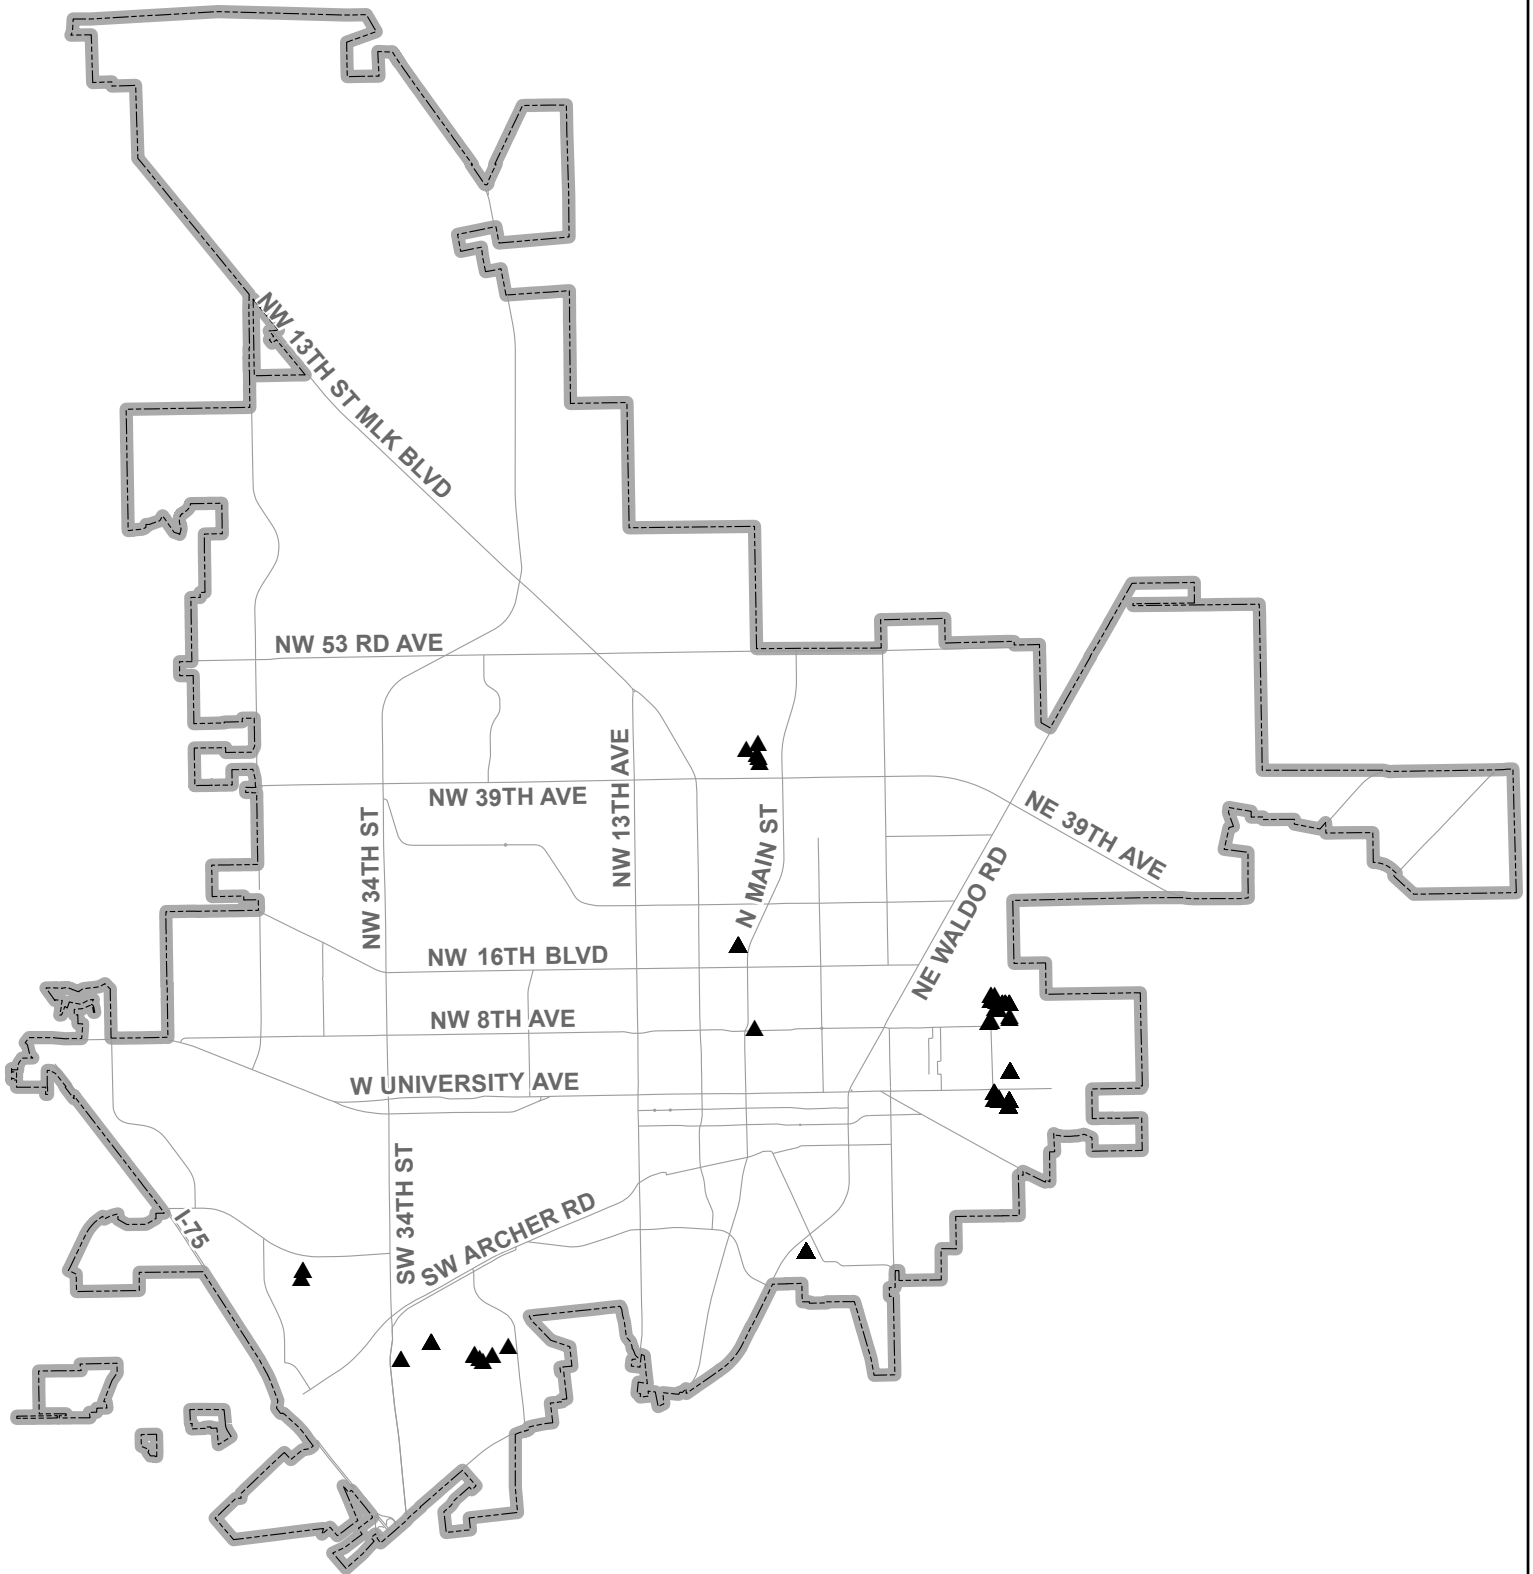 NW 13TH ST MLK BLVD
NW 53 RD AVE
NW 39TH AVE
NW 13TH AVE
NW 34TH ST
N MAIN ST
NE 39TH AVE
NE WALDO RD
NW 16TH BLVD
NW 8TH AVE
W UNIVERSITY AVE
SW 34TH ST
SW ARCHER RD
I-75